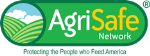 AgriSafe®
Network
Protecting the People who Feed America